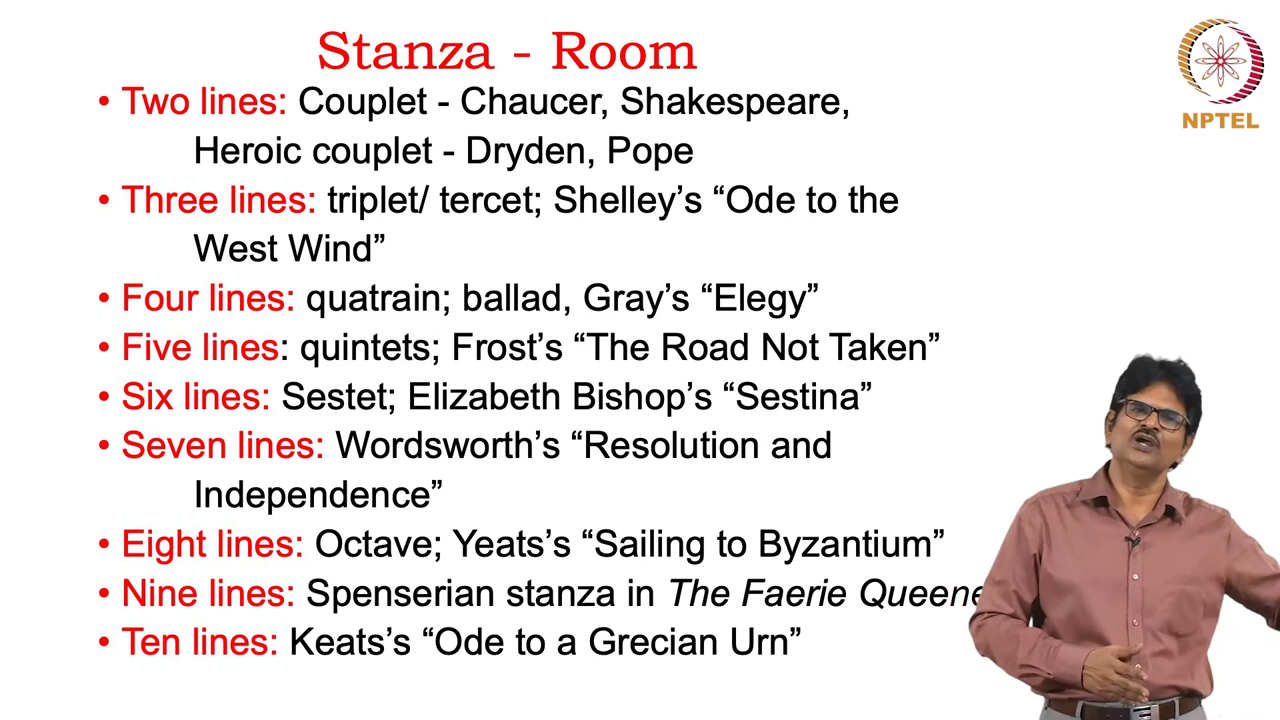 Stanza - Room
• Two lines: Couplet - Chaucer, Shakespeare,
Heroic couplet - Dryden, Pope
• Three lines: triplet/ tercet; Shelley’s “Ode to the
West Wind”
• Four lines: quatrain; ballad, Gray’s “Elegy”
• Five lines: quintets; Frost’s “The Road Not Taken”
• Six lines: Sestet; Elizabeth Bishop’s “Sestina”
• Seven lines: Wordsworth’s “Resolution and
Independence”
• Eight lines: Octave; Yeats’s “Sailing to Byzantium”
• Nine lines: Spenserian stanza in The Faerie Queene
• Ten lines: Keats’s “Ode to a Grecian Urn”
NPTEL